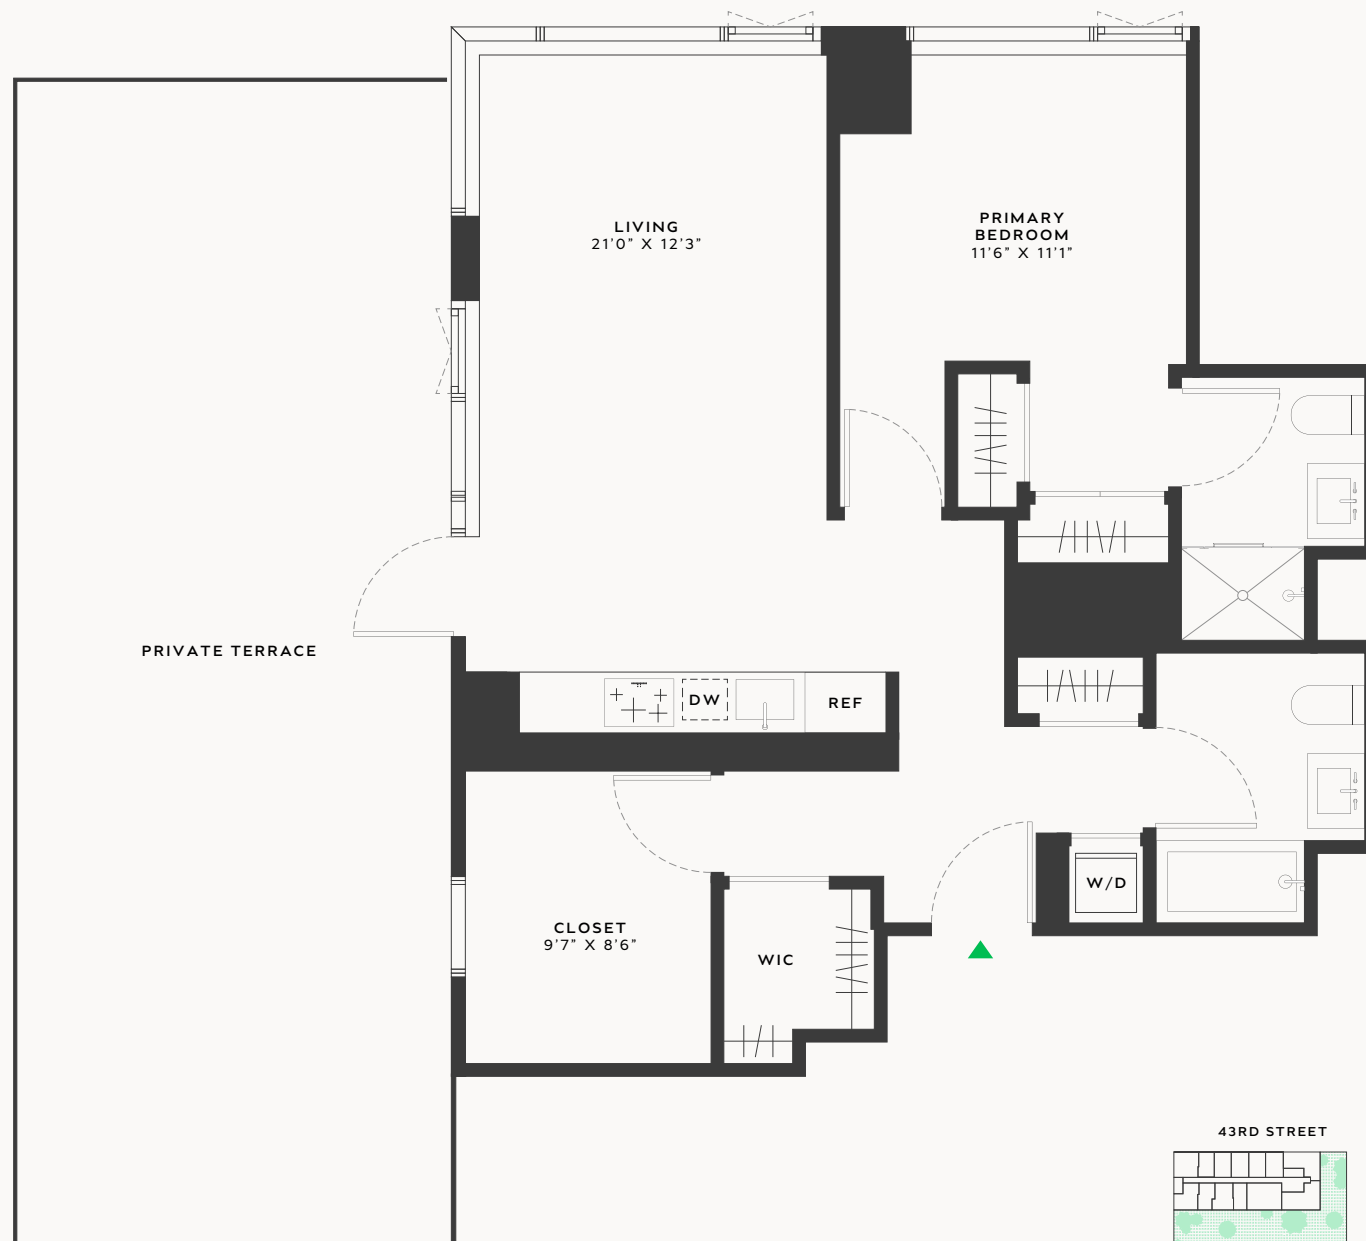 LIVING
21'0" X 12'3"
PRIMARY
BEDROOM
11'6" X 11'1"
PRIVATE TERRACE
DW
REF
W/D
CLOSET
9'7" X 8'6"
WIC
43RD STREET